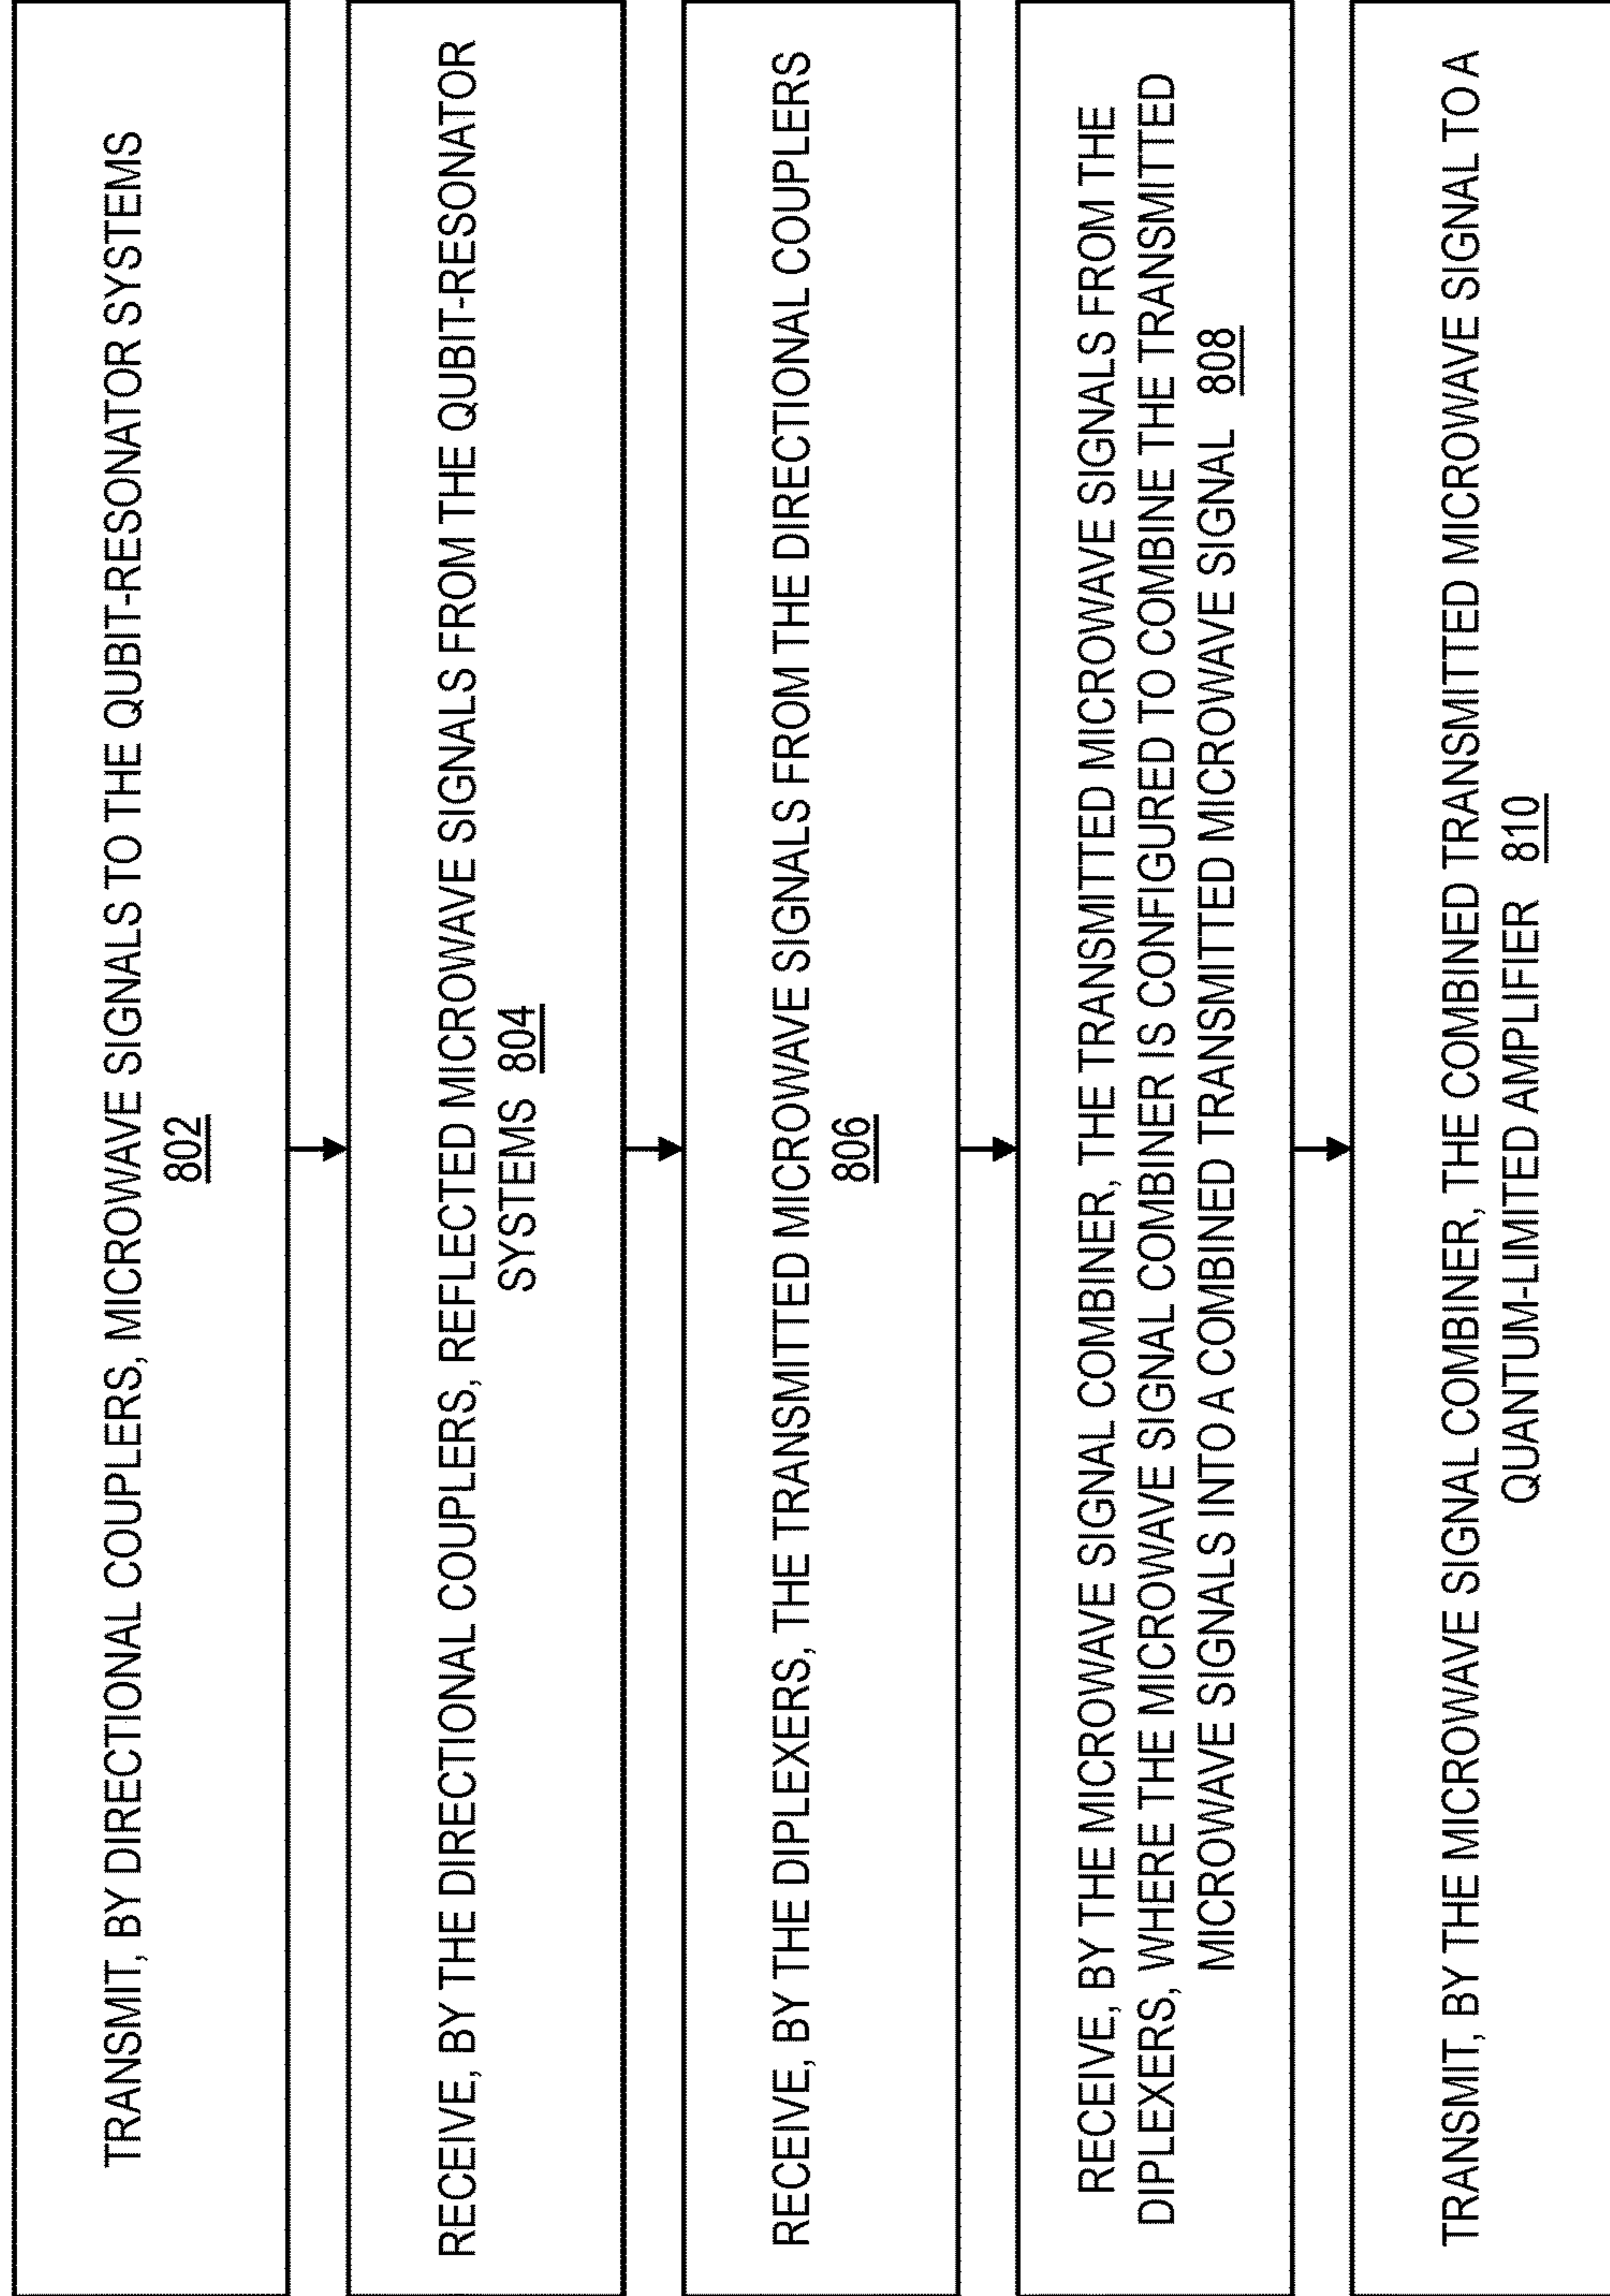 TRANSMIT, BY DIRECTIONAL COUPLERS, MICROWAVE SIGNALS TO THE QUBIT-RESONATOR SYSTEMS
802
RECEIVE, BY THE DIRECTIONAL COUPLERS, REFLECTED MICROWAVE SIGNALS FROM THE QUBIT-RESONATOR
SYSTEMS 804
RECEIVE, BY THE DIPLEXERS, THE TRANSMITTED MICROWAVE SIGNALS FROM THE DIRECTIONAL COUPLERS
806
RECEIVE, BY THE MICROWAVE SIGNAL COMBINER, THE TRANSMITTED MICROWAVE SIGNALS FROM THE
DIPLEXERS, WHERE THE MICROWAVE SIGNAL COMBINER IS CONFIGURED TO COMBINE THE TRANSMITTED
MICROWAVE SIGNALS INTO A COMBINED TRANSMITTED MICROWAVE SIGNAL 808
TRANSMIT, BY THE MICROWAVE SIGNAL COMBINER, THE COMBINED TRANSMITTED MICROWAVE SIGNAL TO A
QUANTUM-LIMITED AMPLIFIER 810